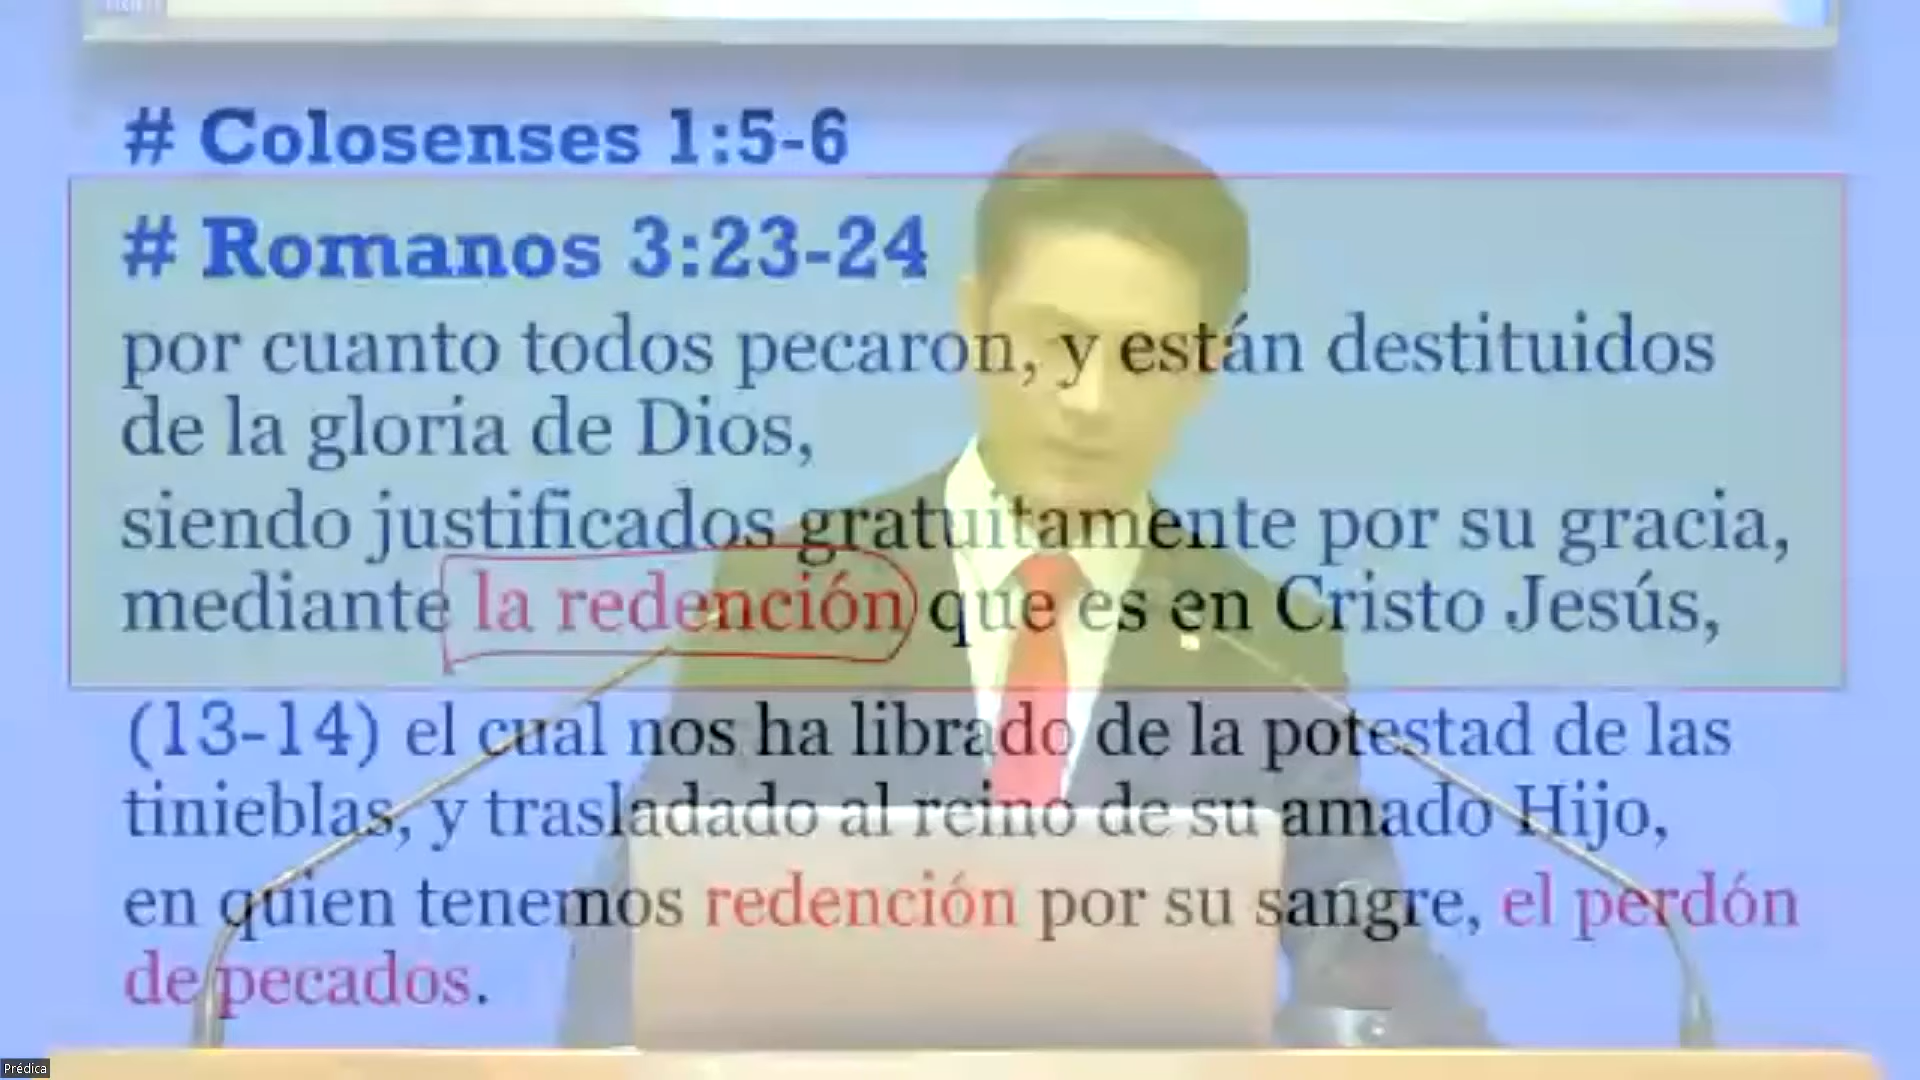 # Colosenses 1:5-6
# Romanos 3:23-24
por cuanto todos pecaron, y están destituidos
de la gloria de Dios,
siendo justificados gratuitamente por su gracia,
mediante la redención que es en Cristo Jesús,
(13-14) el cual nos ha librado de la potestad de las
tinieblas, y trasladado al reino de su amado Hijo,
en quien tenemos redención por su sangre, el perdón
de pecados.
Prédica